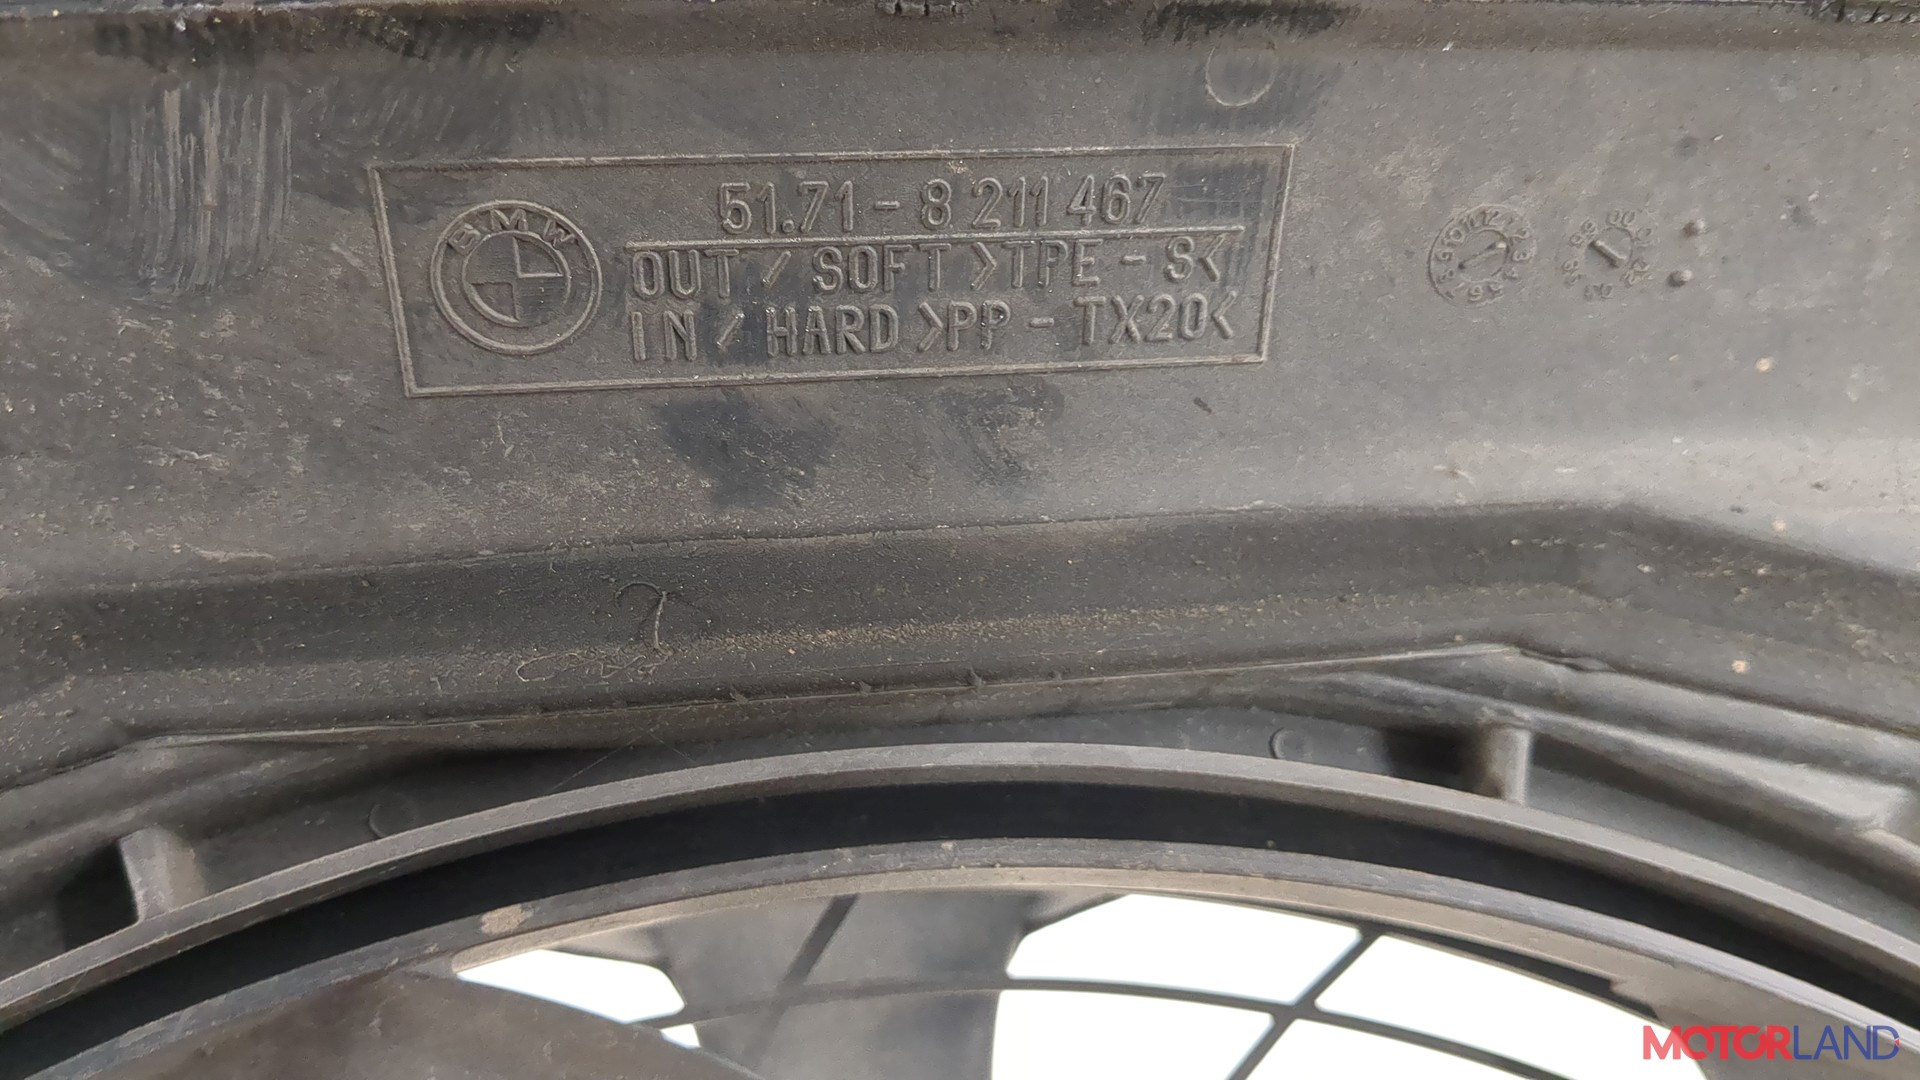 51.71 - 8 211 467
BMW
OUT / SOFT >TPE - S<
IN / HARD >PP - TX20<
MOTORLAND